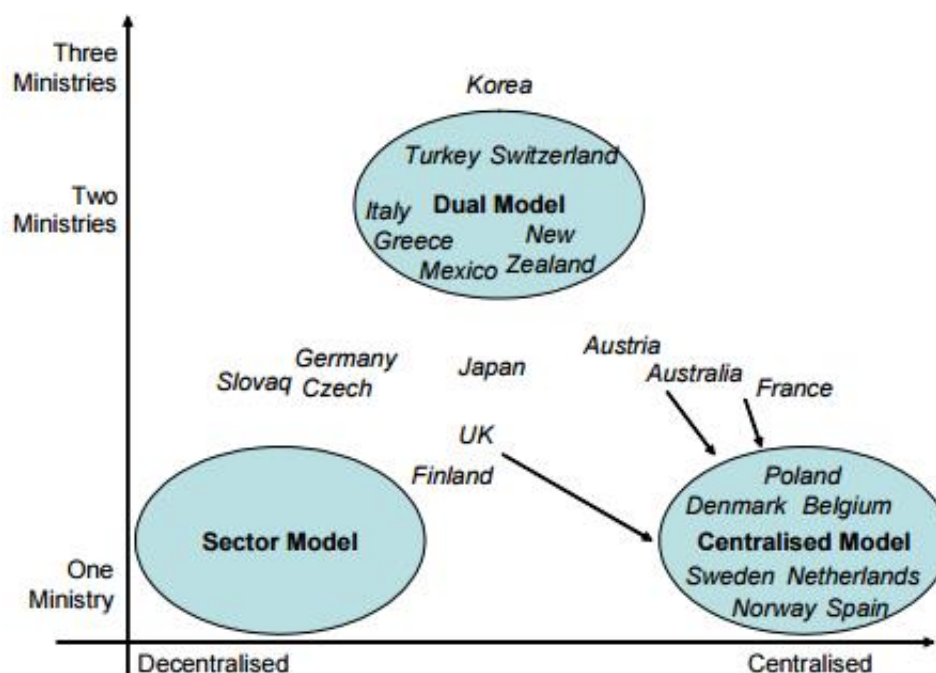 Three
Ministries
Korea
Turkey Switzerland
Two
Ministries
Italy Dual Model
Greece New
Mexico Zealand
Germany
Slovaq Czech
Japan
Austria
Australia
France
UK
Finland
Poland
Denmark Belgium
Sector Model
Centralised Model
One
Ministry
Sweden Netherlands
Norway Spain
Decentralised
Centralised